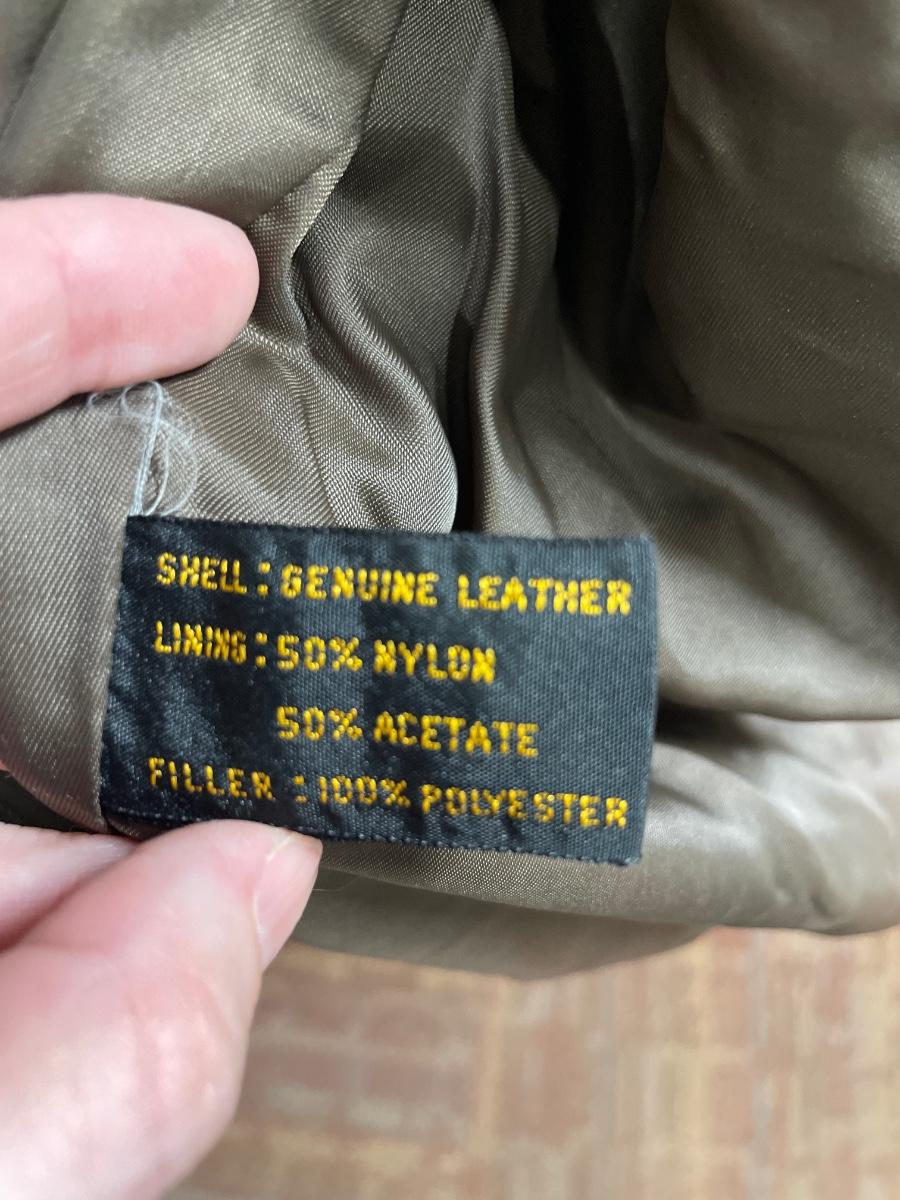 SHELL : GENUINE LEATHER
LINING : 50% NYLON
50% ACETATE
FILLER : 100% POLYESTER